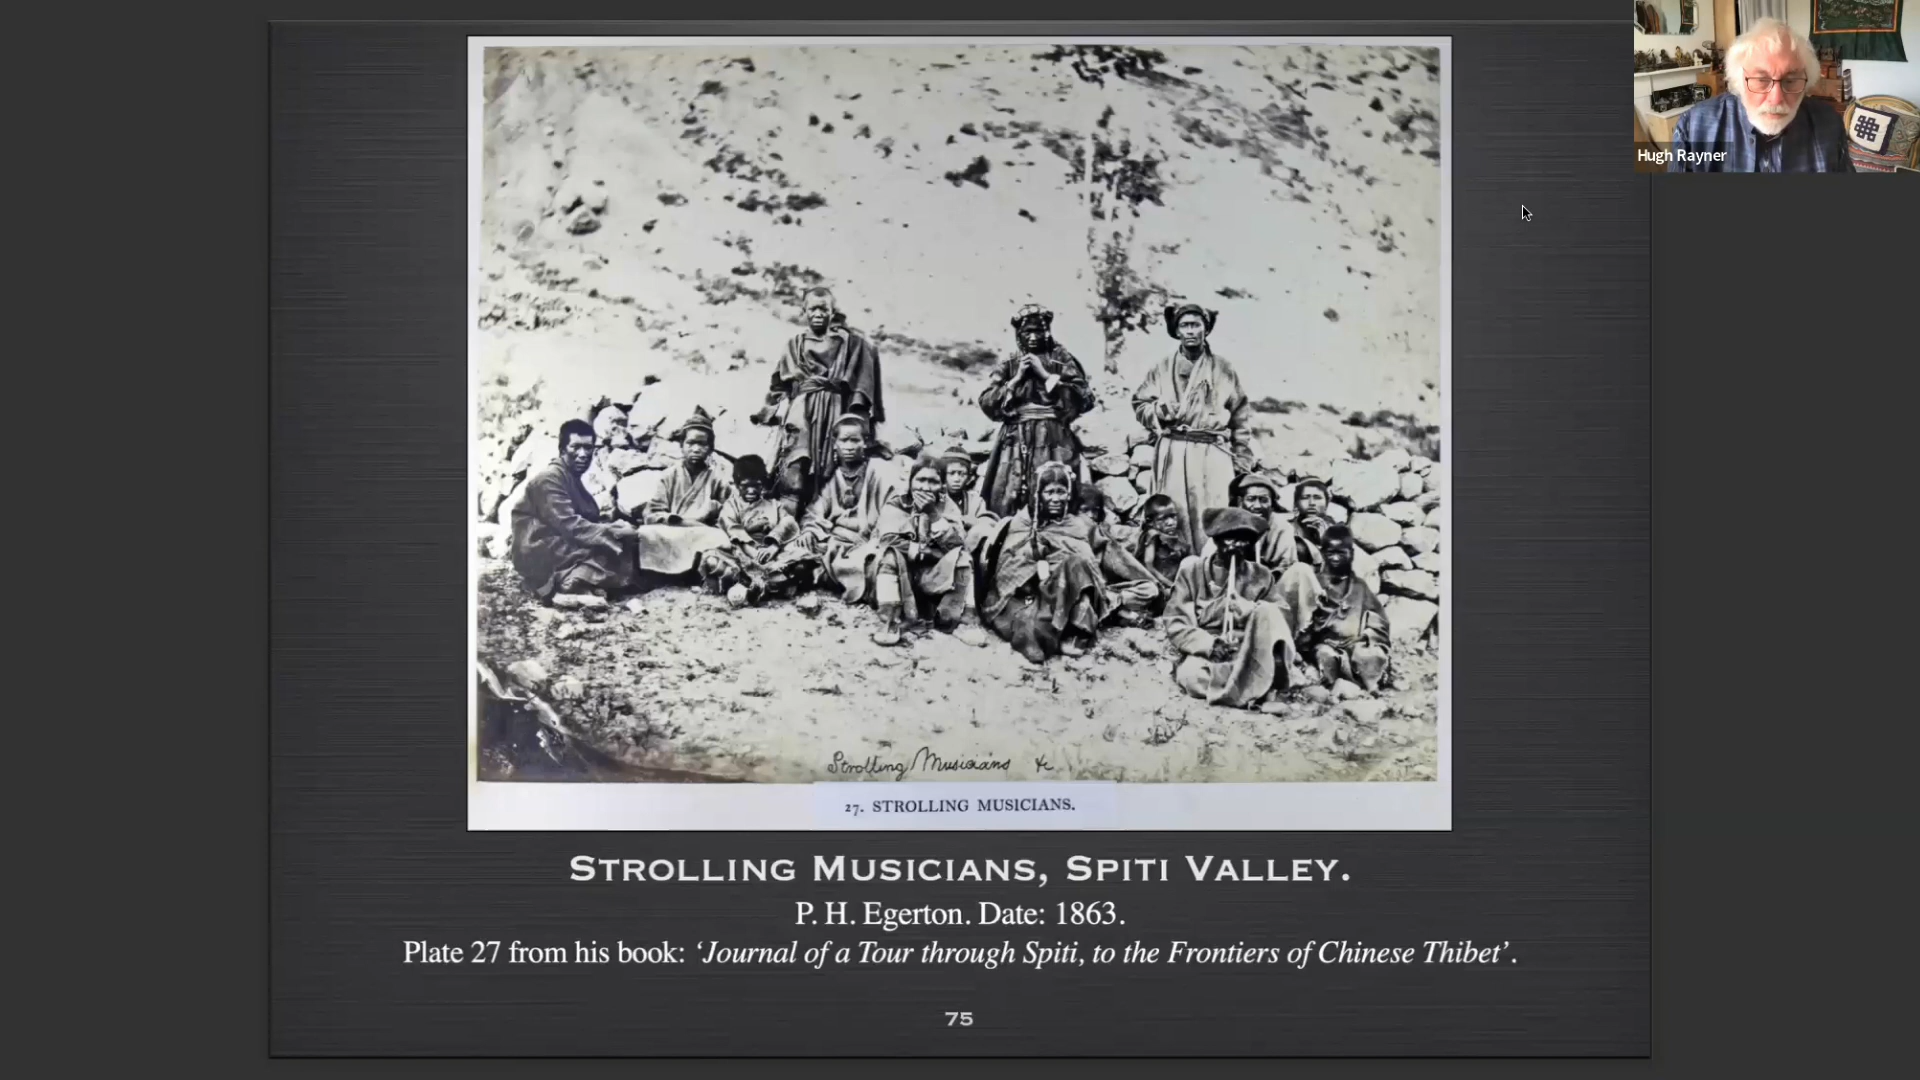 Hugh Rayner
Strolling Musicians &c
27. STROLLING MUSICIANS.
STROLLING MUSICIANS, SPITI VALLEY.
P. H. Egerton. Date: 1863.
Plate 27 from his book: ‘Journal of a Tour through Spiti, to the Frontiers of Chinese Thibet’.
75